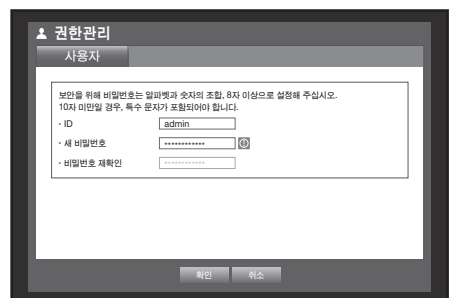 권한관리
사용자
보안을 위해 비밀번호는 알파벳과 숫자의 조합, 8자 이상으로 설정해 주십시오.
10자 미만일 경우, 특수 문자가 포함되어야 합니다.
· ID admin
· 새 비밀번호 ************
· 비밀번호 재확인 ************
확인 취소